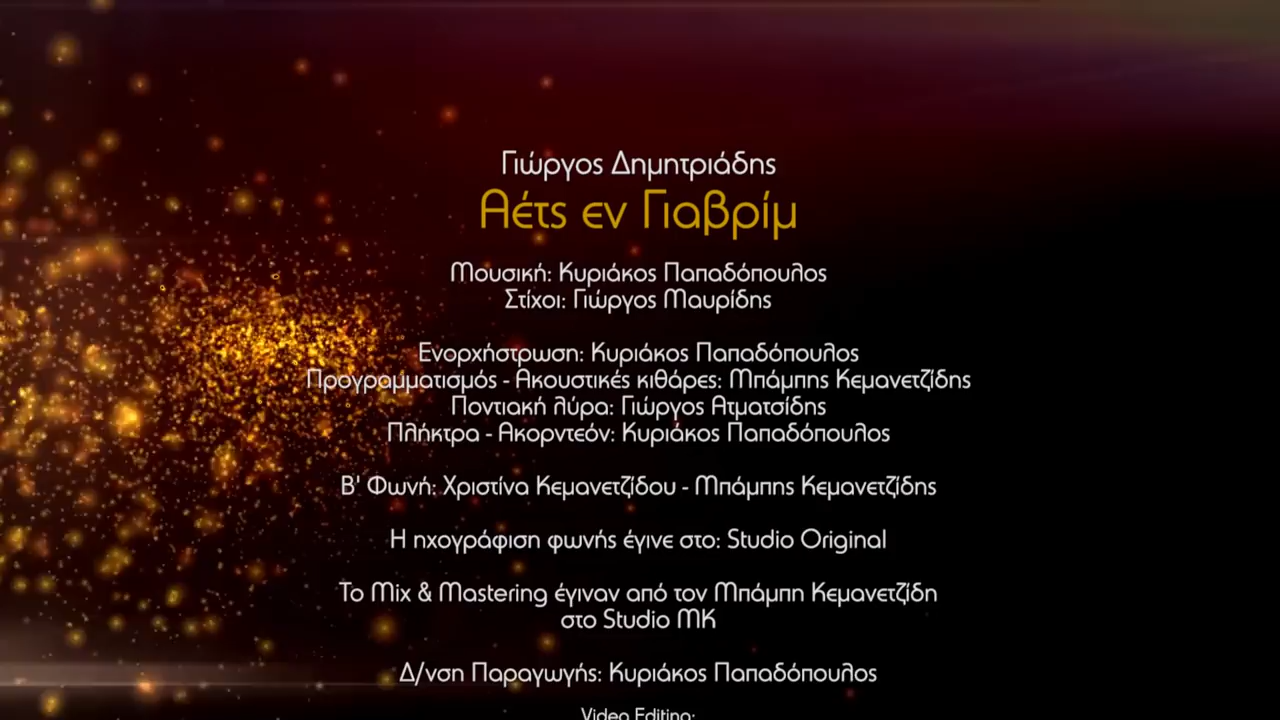 Γιώργος Δημητριάδης
Αέτς εν Γιαβρίμ
Μουσική: Κυριάκος Παπαδόπουλος
Στίχοι: Γιώργος Μαυρίδης
Ενορχήστρωση: Κυριάκος Παπαδόπουλος
Προγραμματισμός - Ακουστικές κιθάρες: Μπάμπης Κεμανετζίδης
Ποντιακή λύρα: Γιώργος Ατματσίδης
Πλήκτρα - Ακορντεόν: Κυριάκος Παπαδόπουλος
Β' Φωνή: Χριστίνα Κεμανετζίδου - Μπάμπης Κεμανετζίδης
Η ηχογράφιση φωνής έγινε στο: Studio Original
Το Mix & Mastering έγιναν από τον Μπάμπη Κεμανετζίδη
στο Studio MK
Δ/νση Παραγωγής: Κυριάκος Παπαδόπουλος
Video Editing: